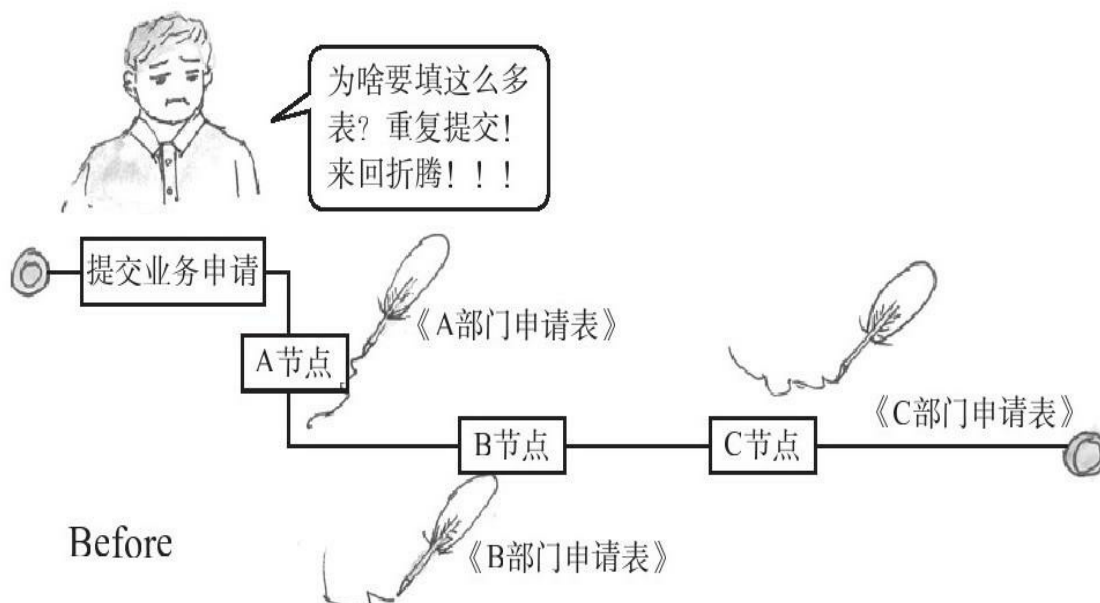 为啥要填这么多
表？重复提交！
来回折腾！！！
提交业务申请
《A部门申请表》
A节点
《C部门申请表》
B节点
C节点
Before
《B部门申请表》